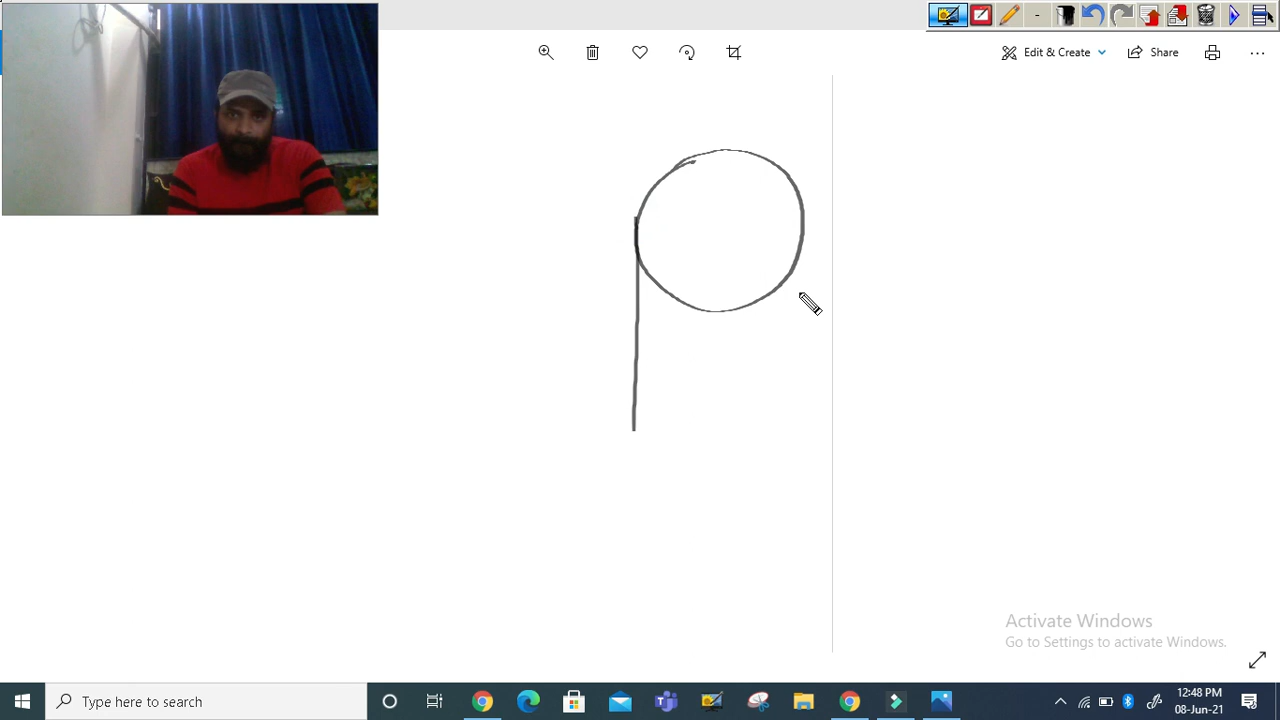 Edit & Create
Share
Activate Windows
Go to Settings to activate Windows.
Type here to search
12:48 PM
08-Jun-21